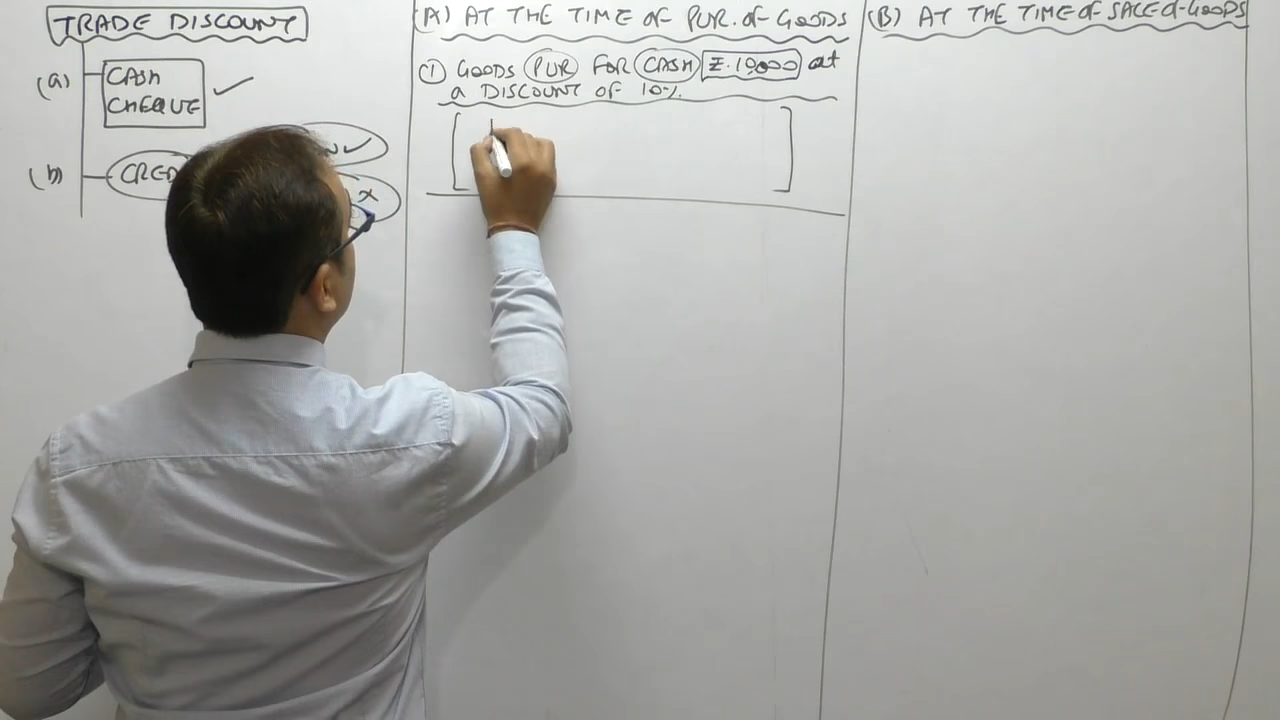 TRADE DISCOUNT
(a) CASH
CHEQUE ✓
(b) CRED
✓
x
(A) AT THE TIME OF PUR. OF GOODS
① GOODS PUR FOR CASH ₹.10,000 at
a DISCOUNT OF 10%.
(B) AT THE TIME OF SALE OF GOODS